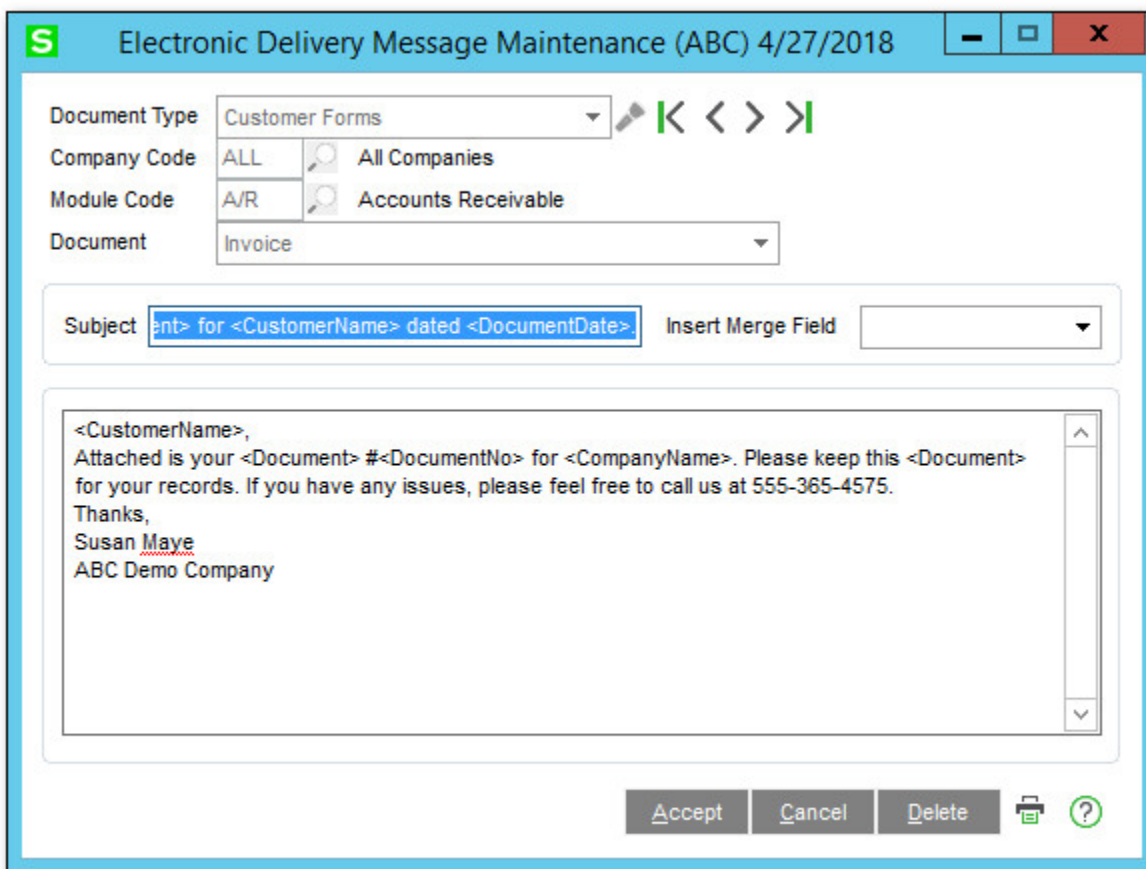 S Electronic Delivery Message Maintenance (ABC) 4/27/2018
Document Type Customer Forms
Company Code ALL All Companies
Module Code A/R Accounts Receivable
Document Invoice
Subject ent> for <CustomerName> dated <DocumentDate>. Insert Merge Field
<CustomerName>,
Attached is your <Document> #<DocumentNo> for <CompanyName>. Please keep this <Document>
for your records. If you have any issues, please feel free to call us at 555-365-4575.
Thanks,
Susan Maye
ABC Demo Company
Accept Cancel Delete ?